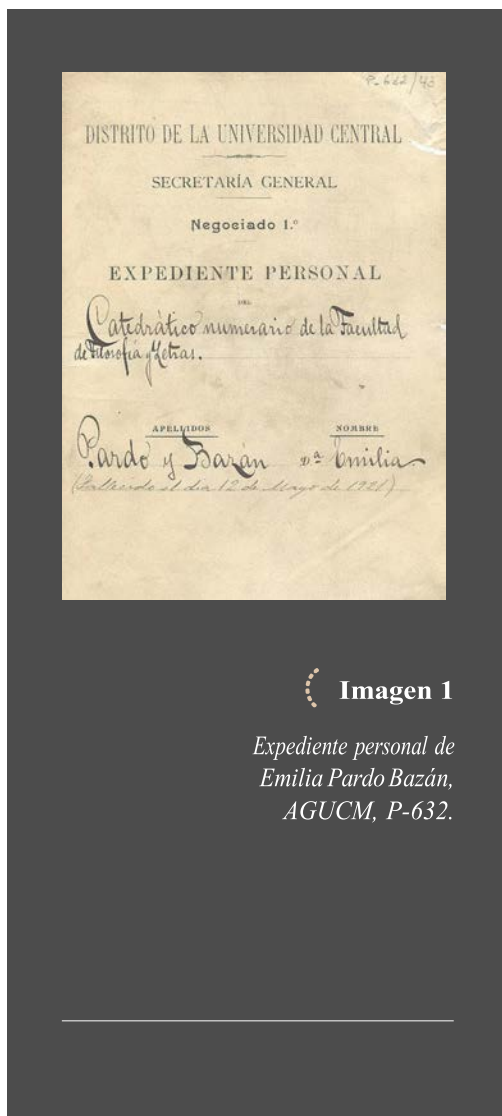 P-632/43
DISTRITO DE LA UNIVERSIDAD CENTRAL
SECRETARÍA GENERAL
Negociado 1.º
EXPEDIENTE PERSONAL
DEL
Catedrático numerario de la Facultad
de Filosofía y Letras.
APELLIDOS NOMBRE
Pardo y Bazán Dª Emilia
(Fallecido el dia 12 de Mayo de 1921)
Imagen 1
Expediente personal de
Emilia Pardo Bazán,
AGUCM, P-632.